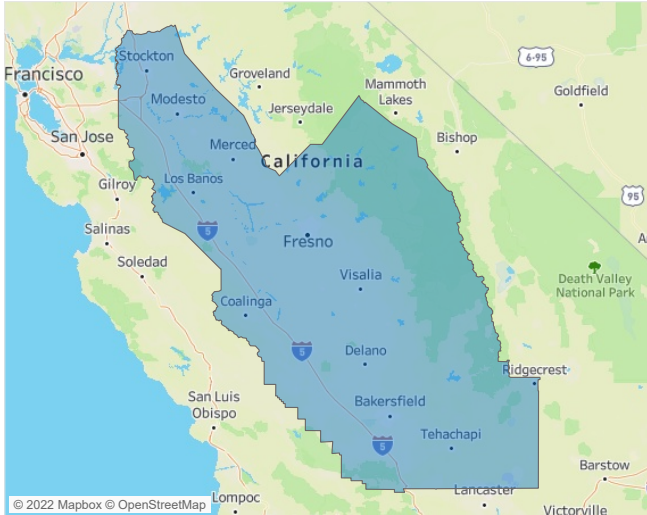 Stockton
Francisco
Groveland
6-95
Modesto
Mammoth
Lakes
Goldfield
Jerseydale
San Jose
Merced
Bishop
California
Gilroy
Los Banos
95
Salinas
5
Fresno
A
Soledad
Visalia
Death Valley
National Park
Coalinga
5
Delano
Ridgecrest
San Luis
Obispo
Bakersfield
Tehachapi
5
Barstow
Lancaster
Lompoc
Victorville
© 2022 Mapbox © OpenStreetMap